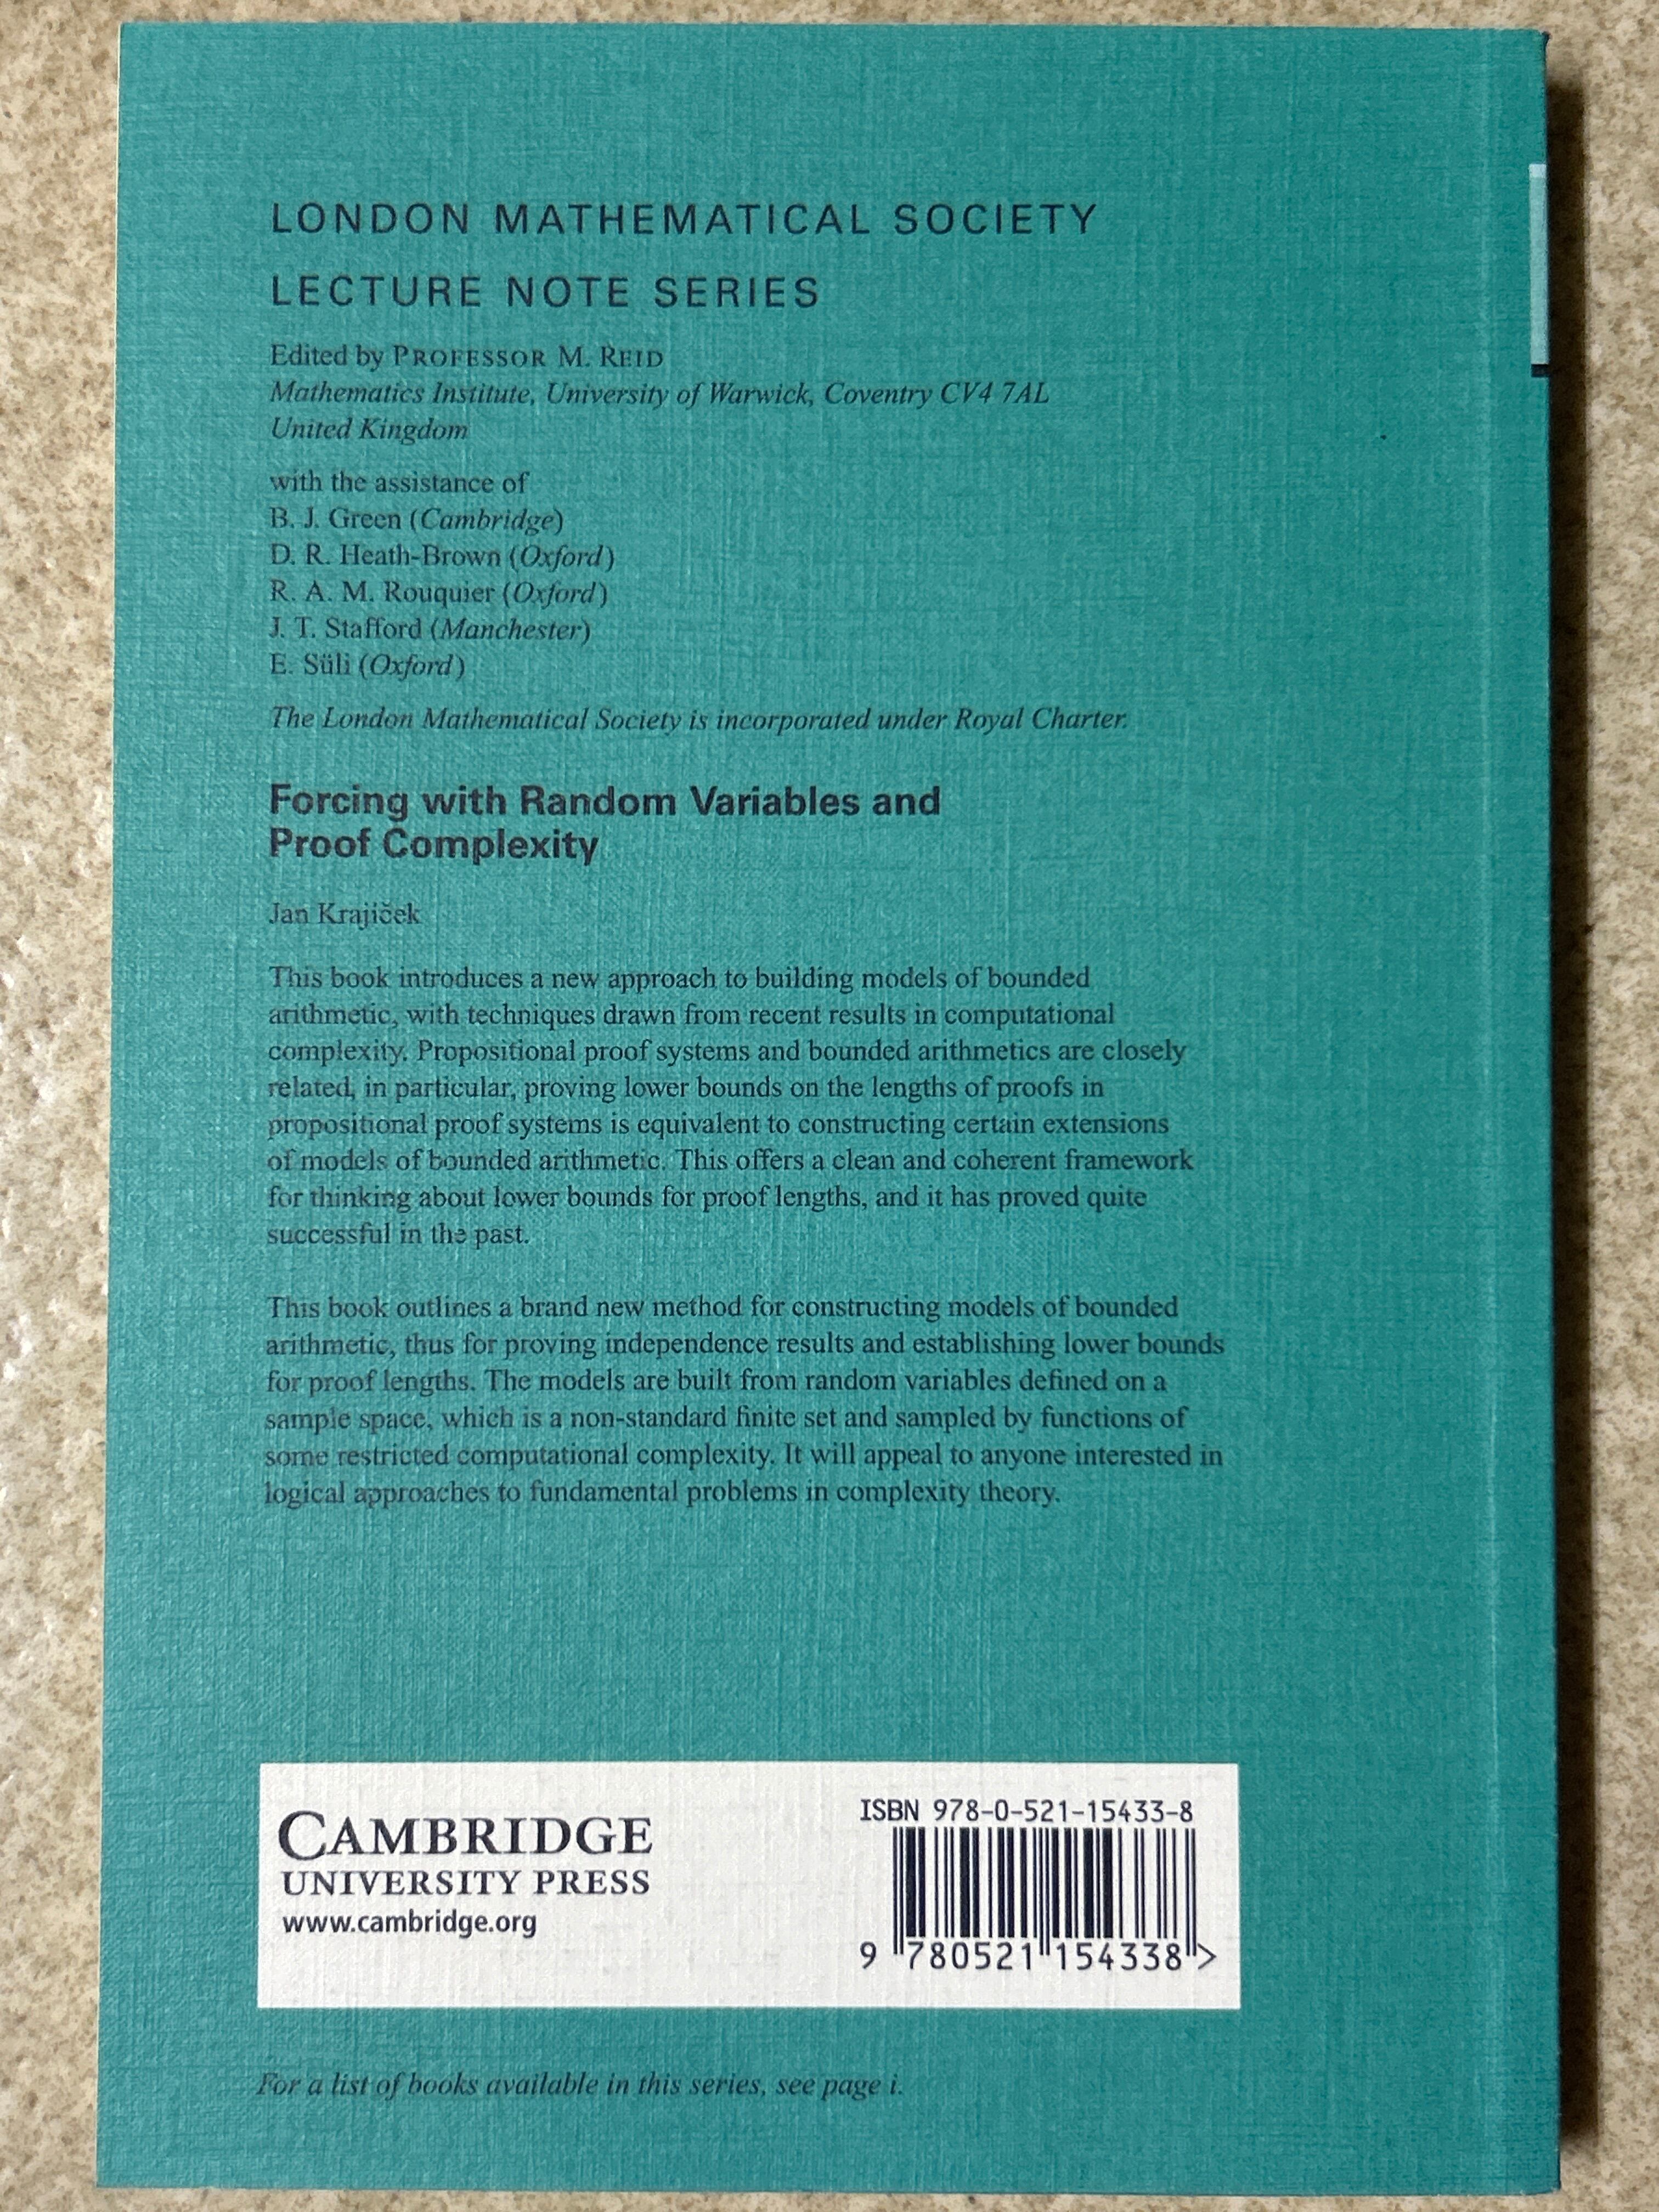 LONDON MATHEMATICAL SOCIETY
LECTURE NOTE SERIES
Edited by PROFESSOR M. REID
Mathematics Institute, University of Warwick, Coventry CV4 7AL
United Kingdom
with the assistance of
B. J. Green (Cambridge)
D. R. Heath-Brown (Oxford)
R. A. M. Rouquier (Oxford)
J. T. Stafford (Manchester)
E. Süli (Oxford)
The London Mathematical Society is incorporated under Royal Charter.
Forcing with Random Variables and
Proof Complexity
Jan Krajíček
This book introduces a new approach to building models of bounded
arithmetic, with techniques drawn from recent results in computational
complexity. Propositional proof systems and bounded arithmetics are closely
related, in particular, proving lower bounds on the lengths of proofs in
propositional proof systems is equivalent to constructing certain extensions
of models of bounded arithmetic. This offers a clean and coherent framework
for thinking about lower bounds for proof lengths, and it has proved quite
successful in the past.
This book outlines a brand new method for constructing models of bounded
arithmetic, thus for proving independence results and establishing lower bounds
for proof lengths. The models are built from random variables defined on a
sample space, which is a non-standard finite set and sampled by functions of
some restricted computational complexity. It will appeal to anyone interested in
logical approaches to fundamental problems in complexity theory.
CAMBRIDGE
UNIVERSITY PRESS
www.cambridge.org
ISBN 978-0-521-15433-8
9 780521 154338 >
For a list of books available in this series, see page i.